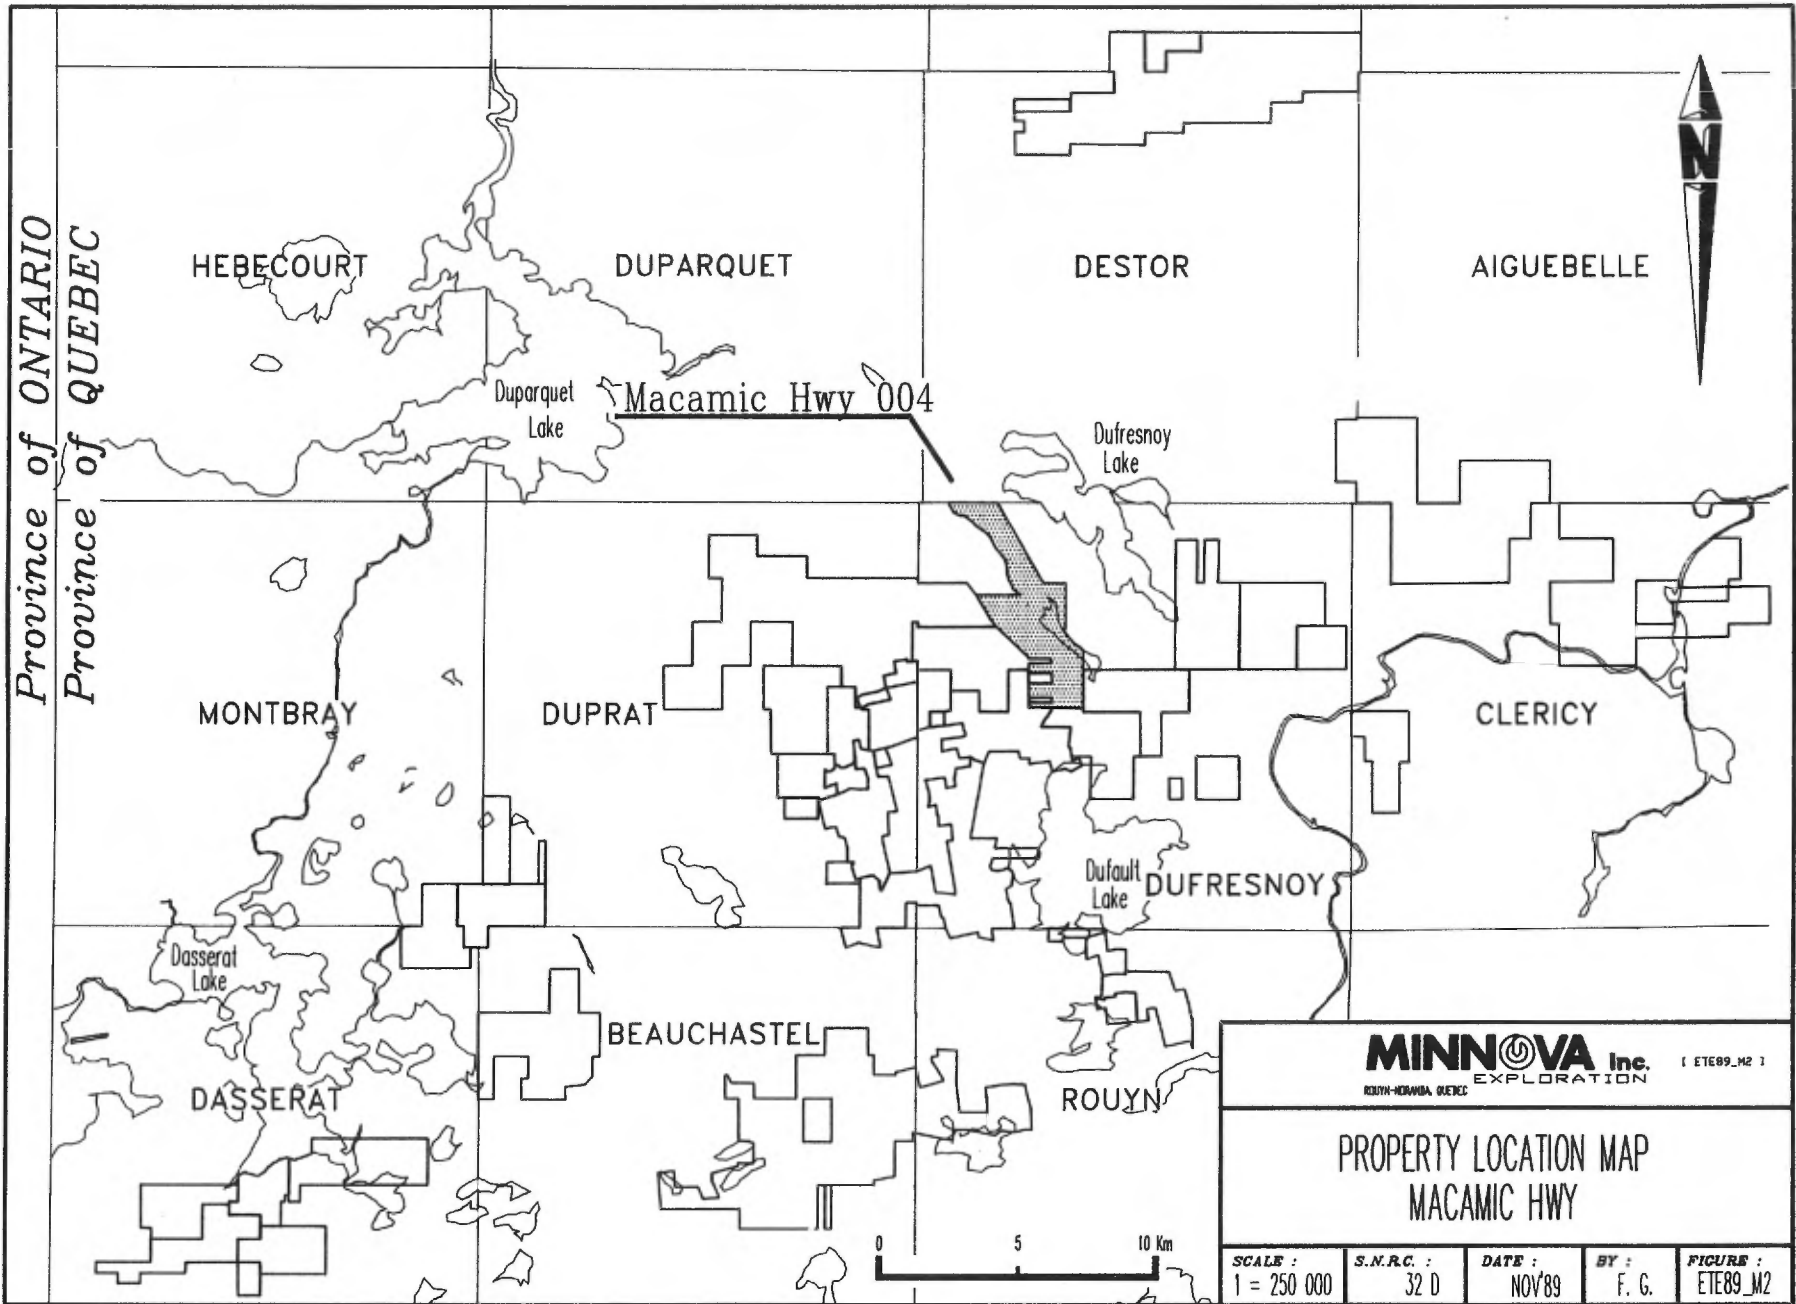 Province of ONTARIO
Province of QUEBEC
HEBECOURT
DUPARQUET
DESTOR
AIGUEBELLE
N
Duparquet
Lake
Macamic Hwy 004
Dufresnoy
Lake
MONTBRAY
DUPRAT
CLERICY
Dufault
Lake
DUFRESNOY
Dasserat
Lake
BEAUCHASTEL
DASSERAT
ROUYN
0 5 10 Km
MINNOVA Inc.
EXPLORATION
ROUYN-NORANDA, QUEBEC
[ ETE89_M2 ]
PROPERTY LOCATION MAP
MACAMIC HWY
SCALE :
1 = 250 000
S.N.R.C. :
32 D
DATE :
NOV'89
BY :
F. G.
FIGURE :
ETE89_M2